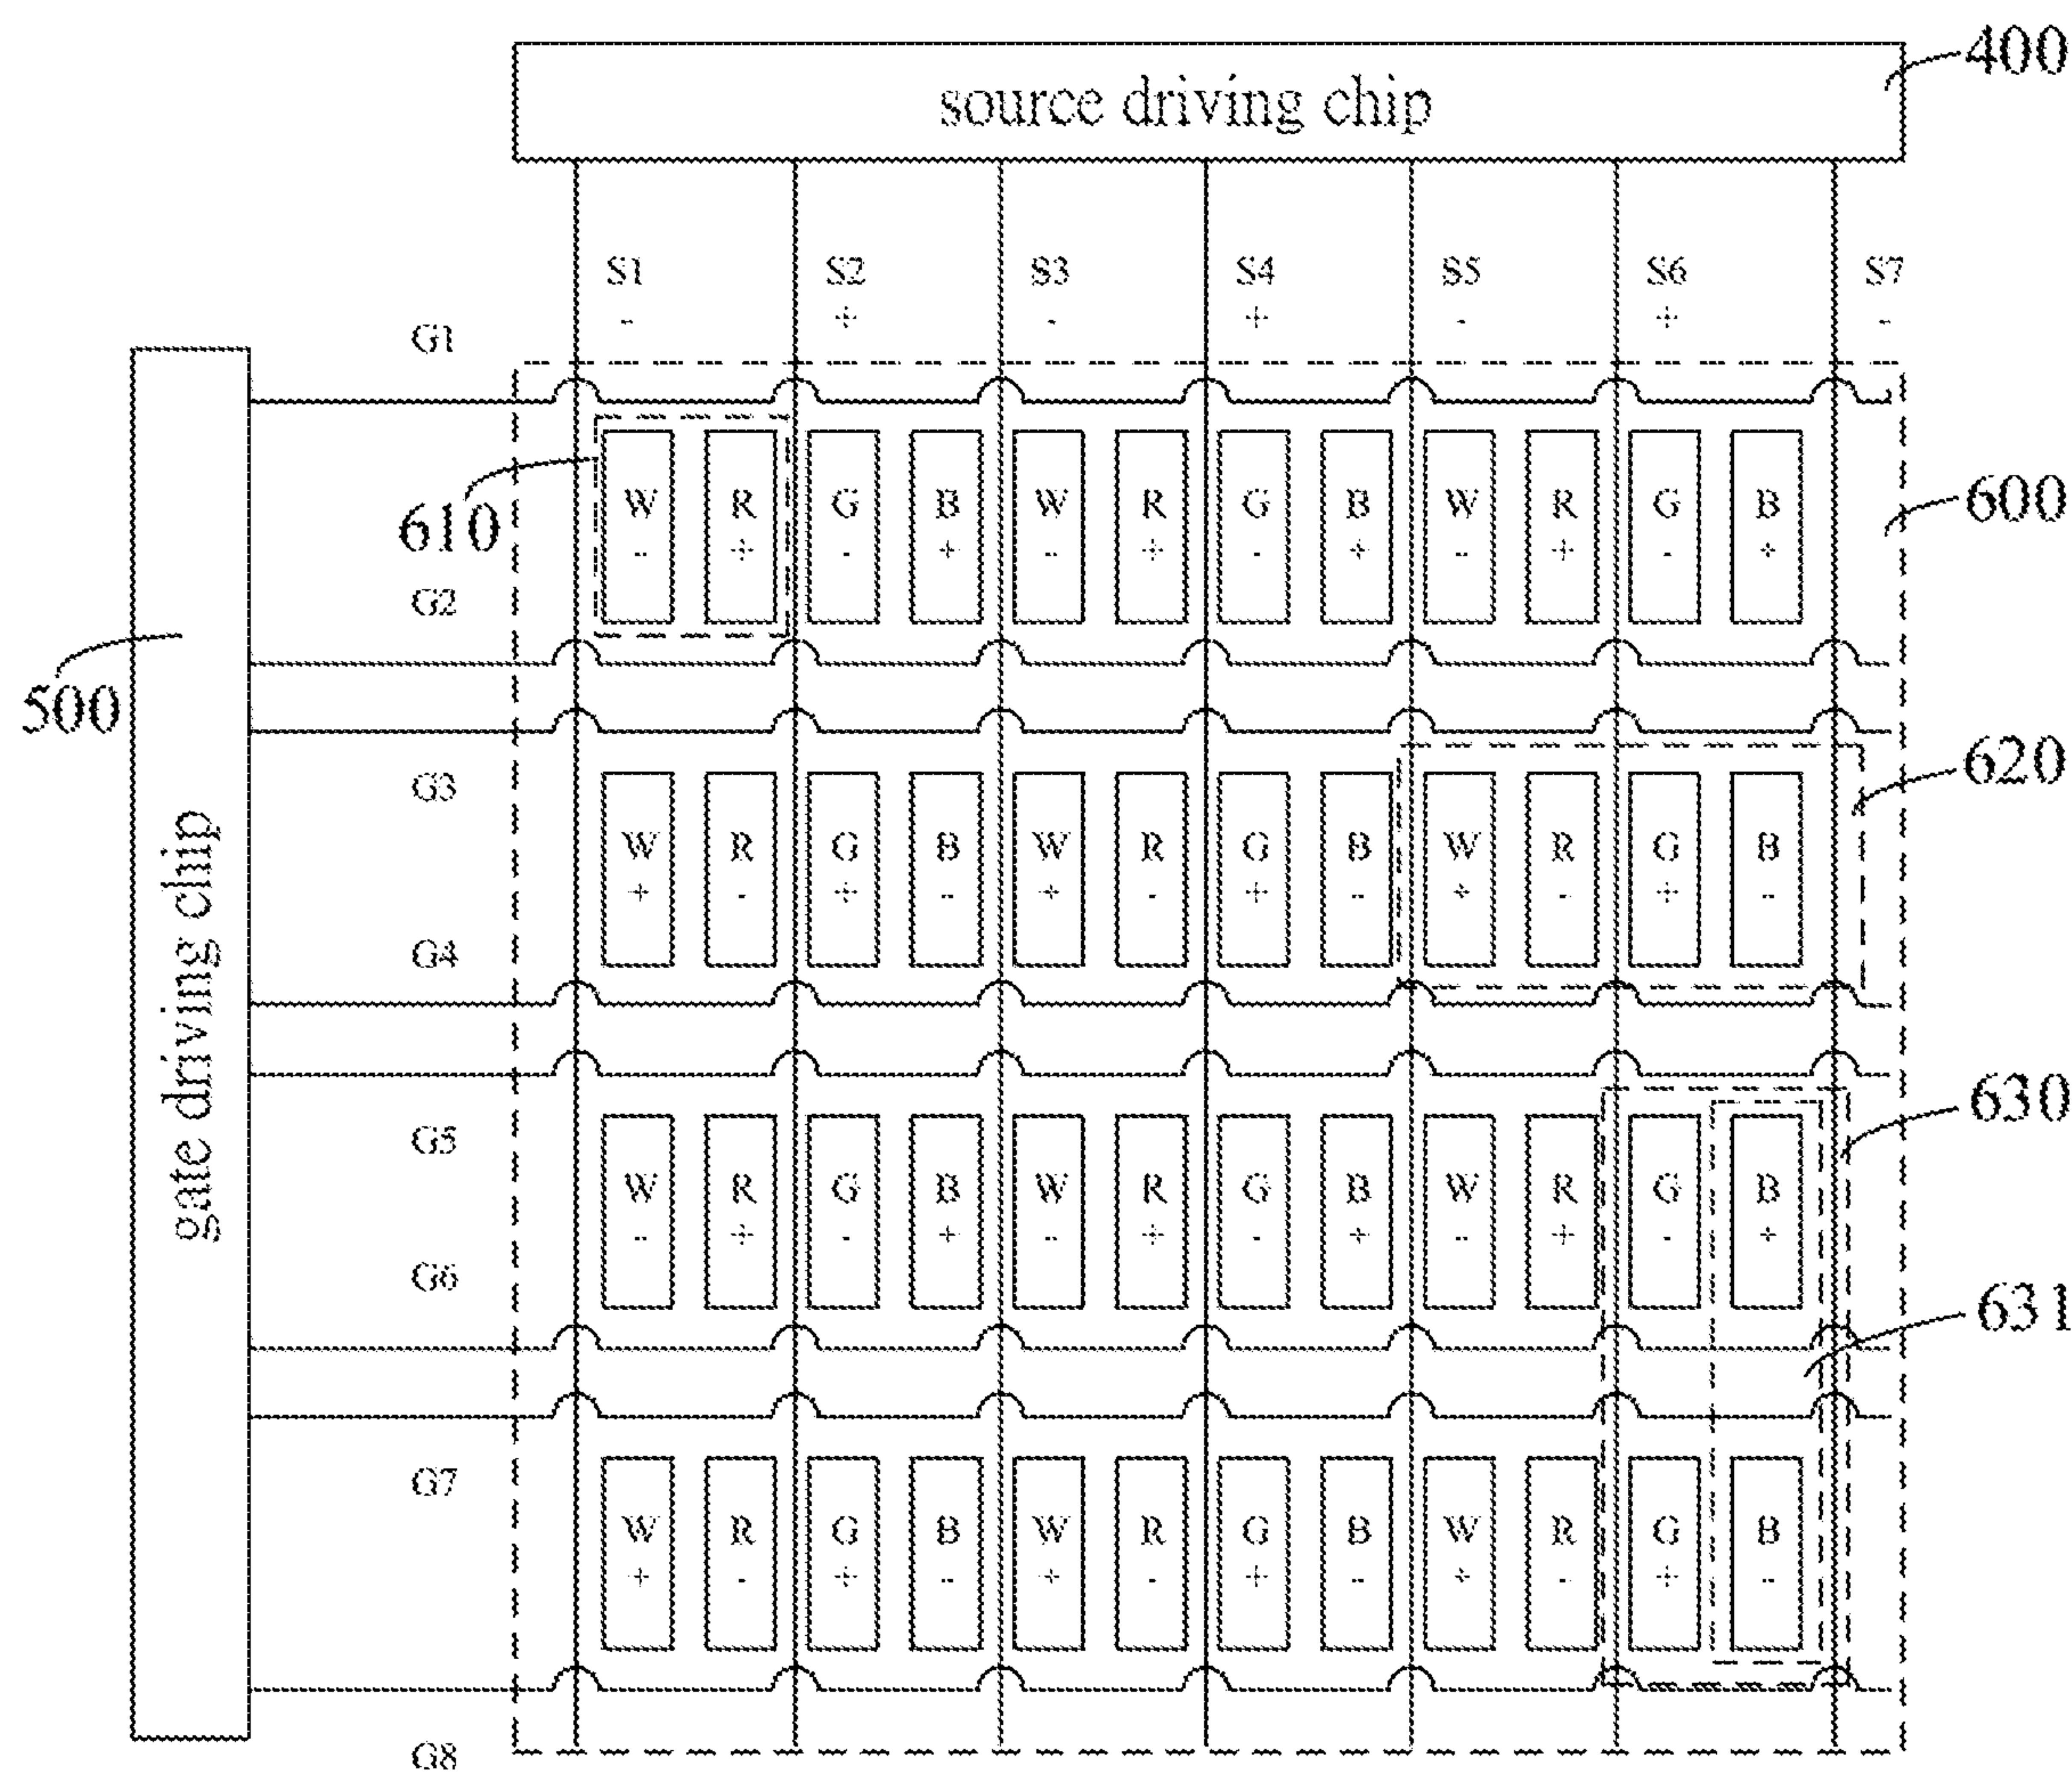 source driving chip
400
S1 S2 S3 S4 S5 S6 S7
- + - + - + -
G1
610
W R G B W R G B W R G B
- + - + - + - + - + - +
600
G2
500
620
G3
W R G B W R G B W R G B
+ - + - + - + - + - + -
G4
gate driving chip
630
G5
W R G B W R G B W R G B
- + - + - + - + - + - +
G6
631
G7
W R G B W R G B W R G B
+ - + - + - + - + - + -
G8